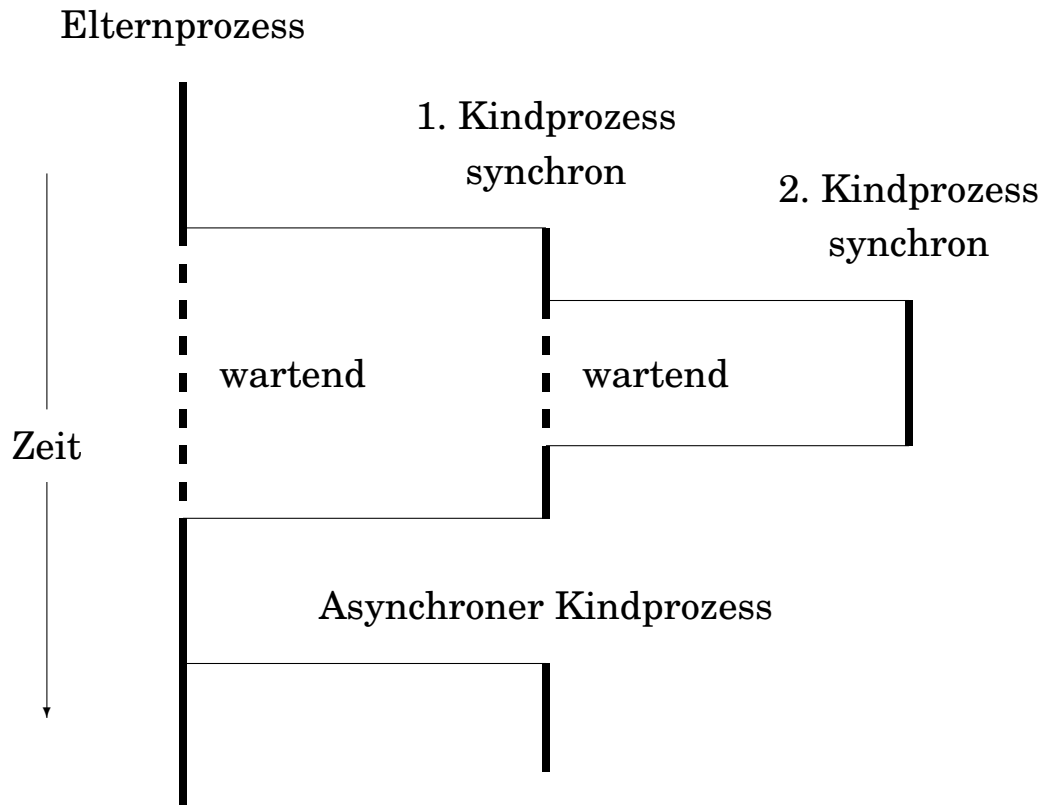 Elternprozess
1. Kindprozess
synchron
2. Kindprozess
synchron
wartend
wartend
Zeit
Asynchroner Kindprozess